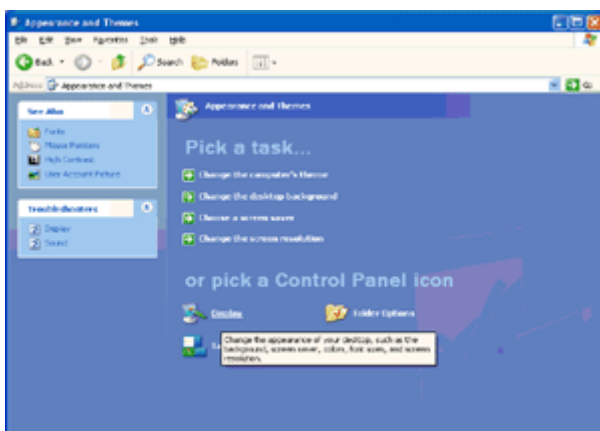 Appearance and Themes
File Edit View Favorites Tools Help
Back Search Folders
Address Appearance and Themes Go
See Also
Fonts
Mouse Pointers
High Contrast
User Account Picture
Troubleshooters
Display
Sound
Appearance and Themes
Pick a task...
Change the computer's theme
Change the desktop background
Choose a screen saver
Change the screen resolution
or pick a Control Panel icon
Display Folder Options
Change the appearance of your desktop, such as the
background, screen saver, colors, font sizes, and screen
resolution.